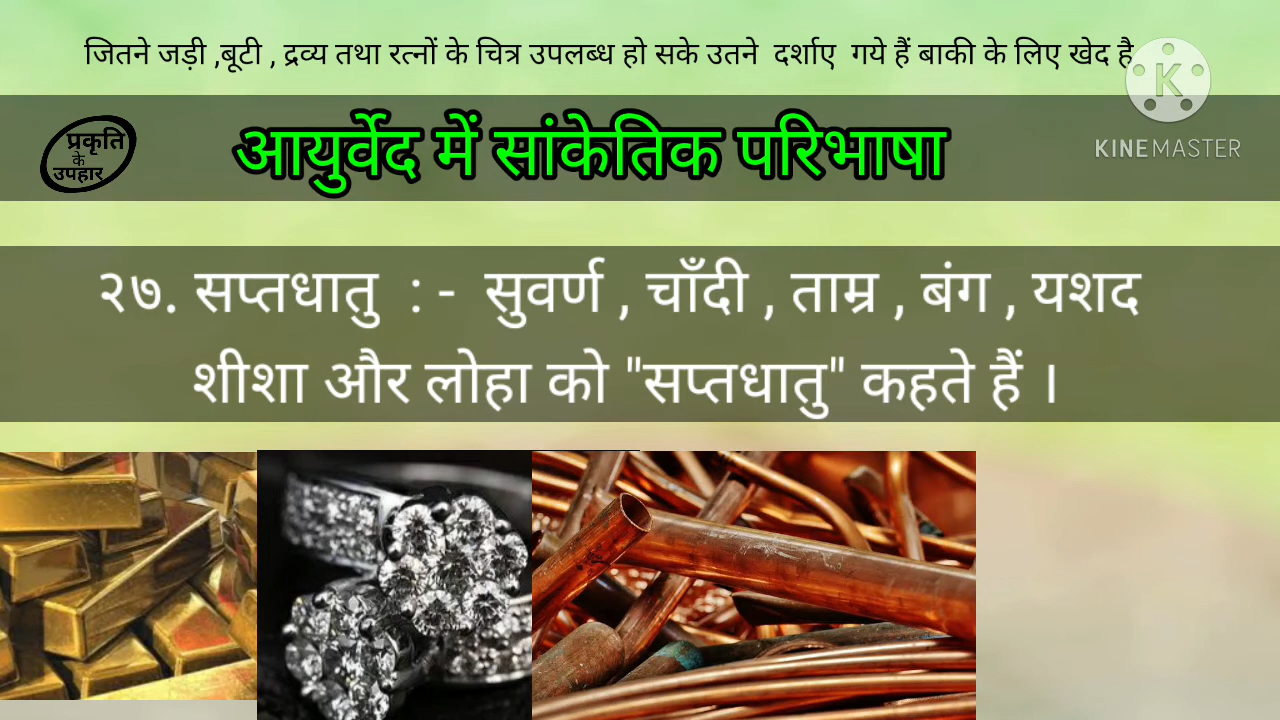 जितने जड़ी ,बूटी , द्रव्य तथा रत्नों के चित्र उपलब्ध हो सके उतने दर्शाए गये हैं बाकी के लिए खेद है
K
KINEMASTER
प्रकृति
के
उपहार
आयुर्वेद में सांकेतिक परिभाषा
२७. सप्तधातु : - सुवर्ण , चाँदी , ताम्र , बंग , यशद
शीशा और लोहा को "सप्तधातु" कहते हैं ।